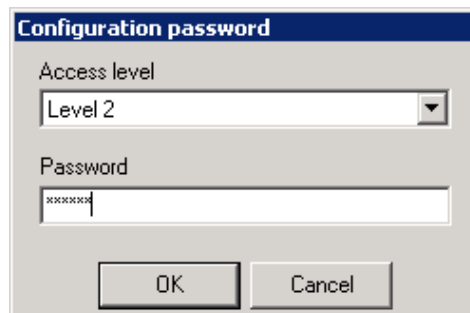 Configuration password
Access level
Level 2
Password
******
OK
Cancel